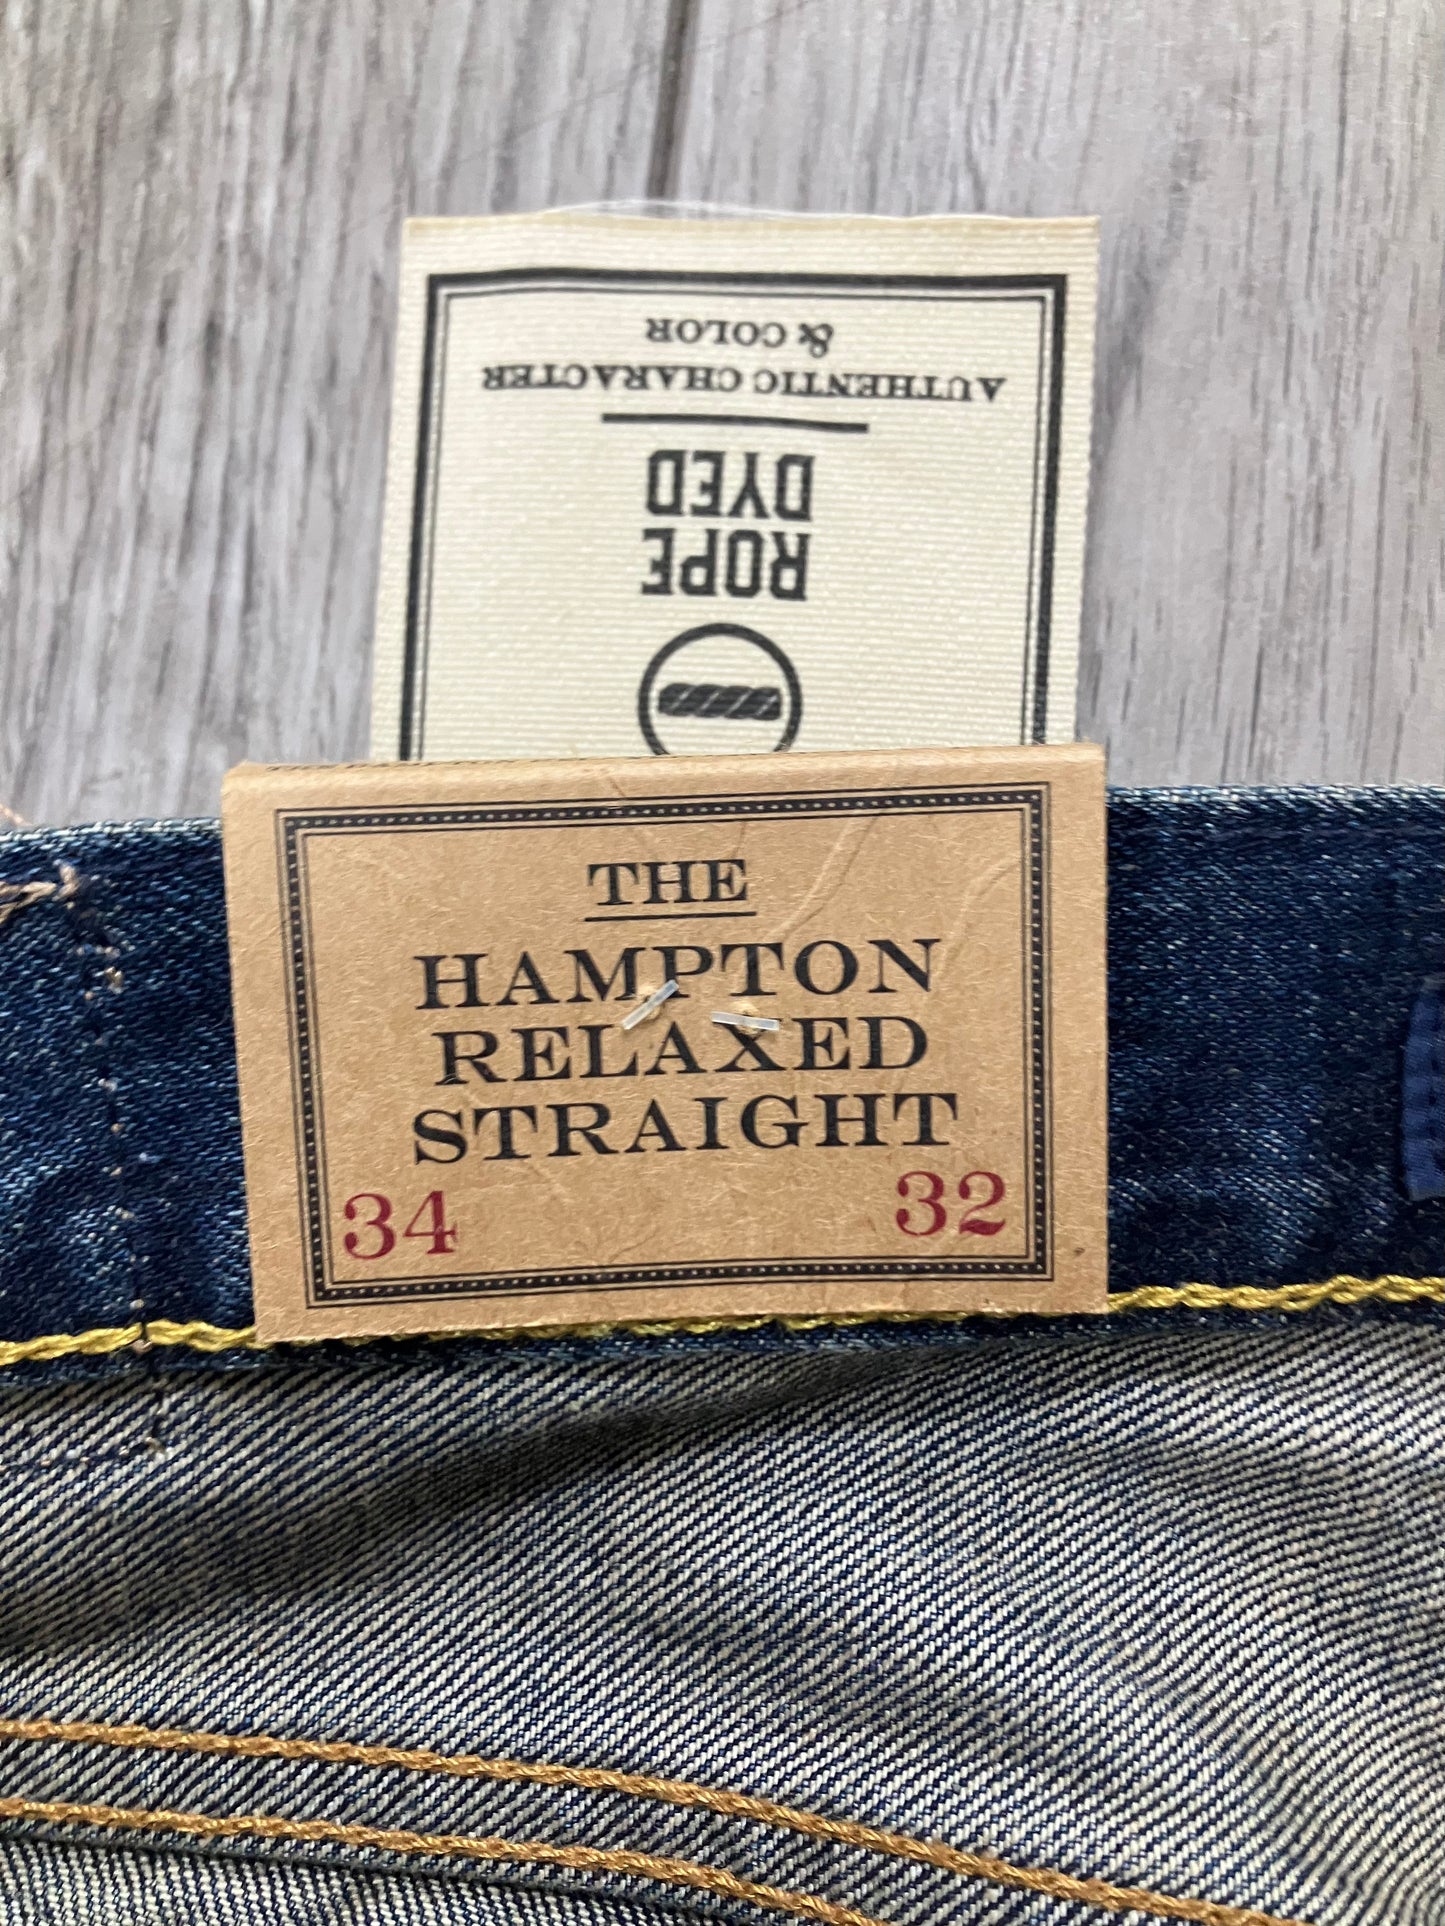 ROPE
DYED
AUTHENTIC CHARACTER
& COLOR
THE
HAMPTON
RELAXED
STRAIGHT
34 32